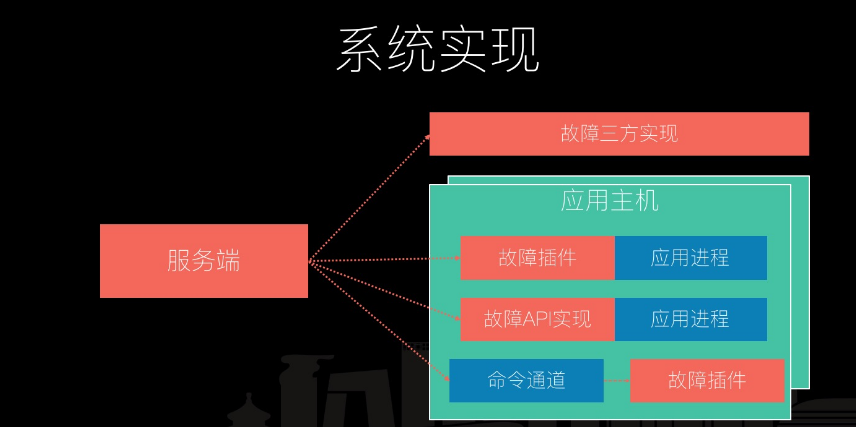 系统实现
故障三方实现
应用主机
服务端
故障插件 应用进程
故障API实现 应用进程
命令通道 故障插件